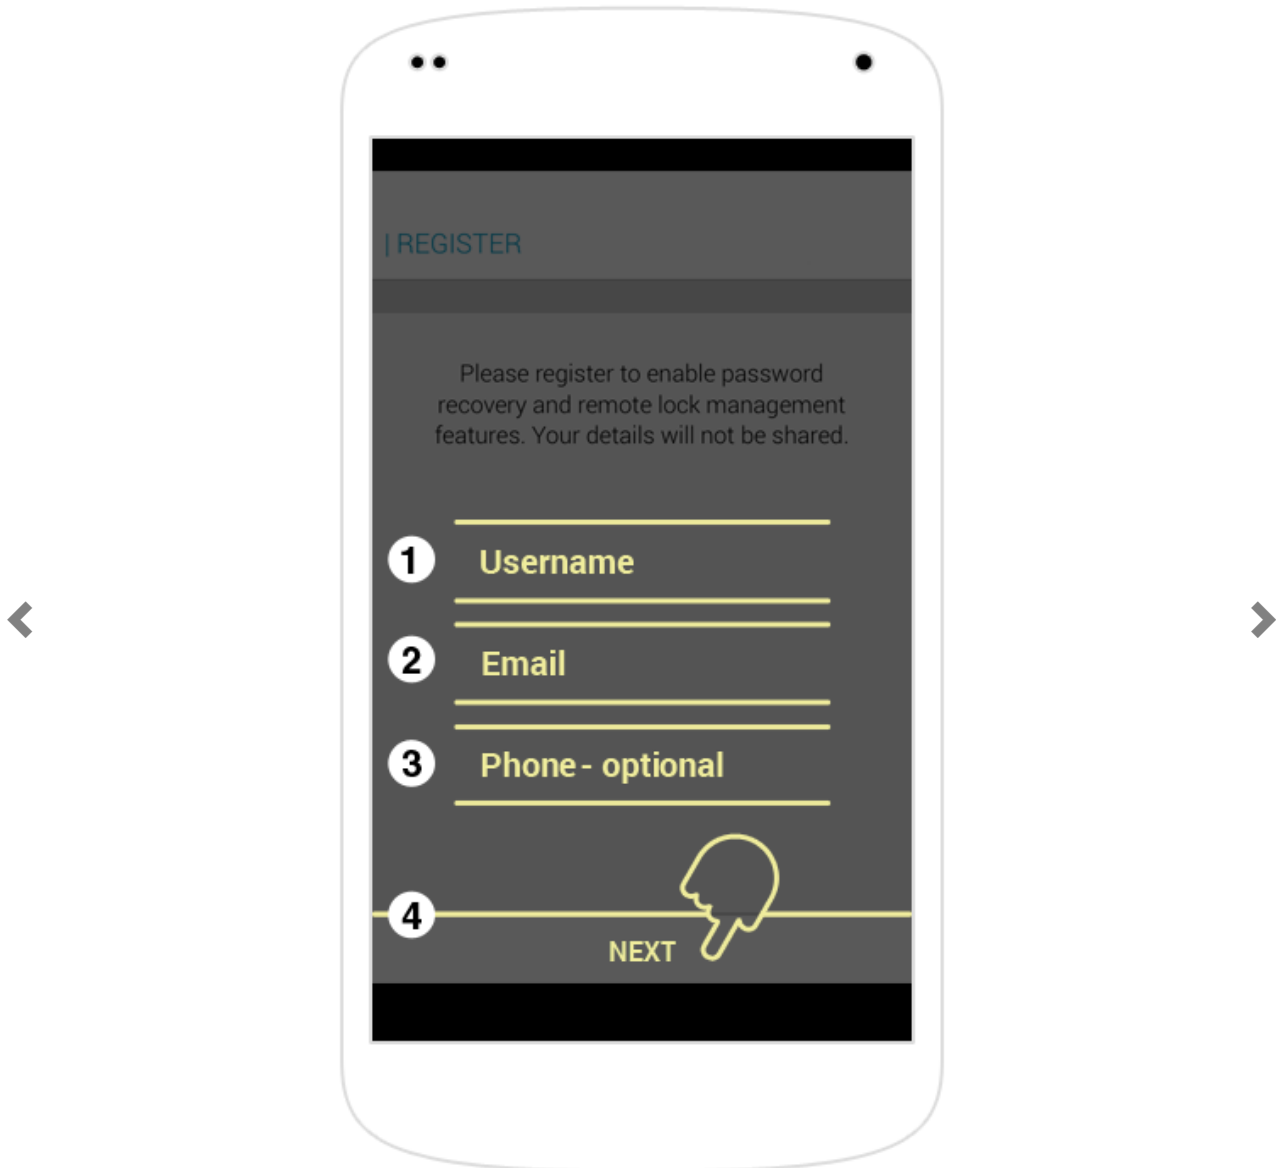 | REGISTER
Please register to enable password
recovery and remote lock management
features. Your details will not be shared.
1 Username
2 Email
3 Phone - optional
4
NEXT